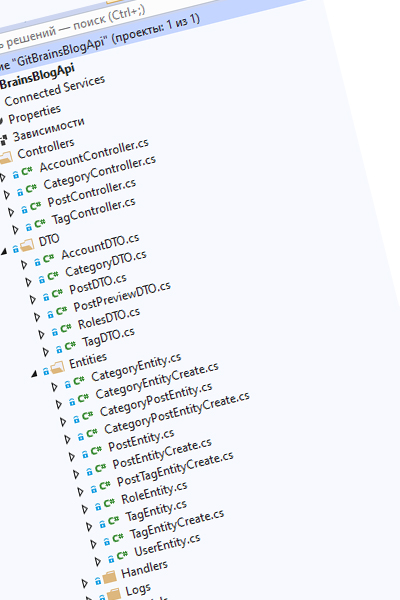 решений — поиск (Ctrl+;)
"GitBrainsBlogApi" (проекты: 1 из 1)
BrainsBlogApi
Connected Services
Properties
Зависимости
Controllers
AccountController.cs
CategoryController.cs
PostController.cs
TagController.cs
DTO
AccountDTO.cs
CategoryDTO.cs
PostDTO.cs
PostPreviewDTO.cs
RolesDTO.cs
TagDTO.cs
Entities
CategoryEntity.cs
CategoryEntityCreate.cs
CategoryPostEntity.cs
CategoryPostEntityCreate.cs
PostEntity.cs
PostEntityCreate.cs
PostTagEntityCreate.cs
RoleEntity.cs
TagEntity.cs
TagEntityCreate.cs
UserEntity.cs
Handlers
Logs